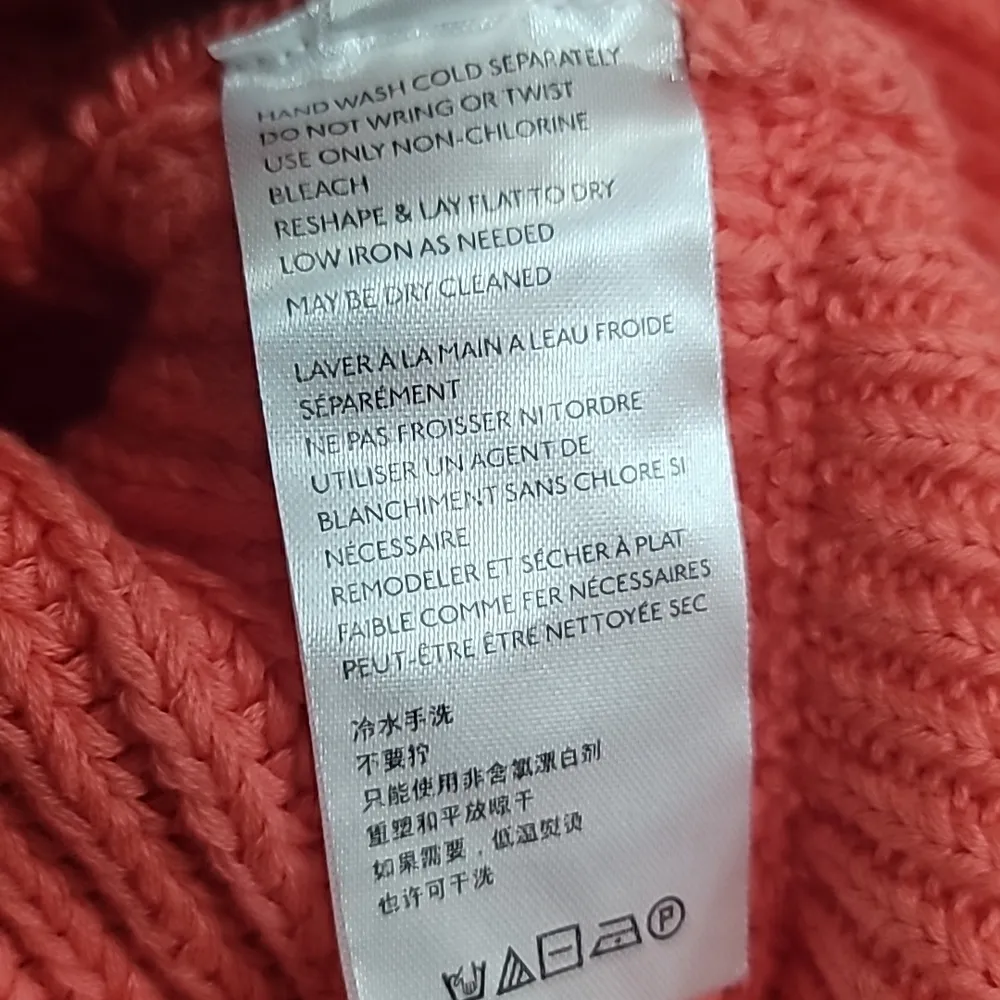 HAND WASH COLD SEPARATELY
DO NOT WRING OR TWIST
USE ONLY NON-CHLORINE
BLEACH
RESHAPE & LAY FLAT TO DRY
LOW IRON AS NEEDED
MAY BE DRY CLEANED
LAVER À LA MAIN A LEAU FROIDE
SÉPARÉMENT
NE PAS FROISSER NI TORDRE
UTILISER UN AGENT DE
BLANCHIMENT SANS CHLORE SI
NÉCESSAIRE
REMODELER ET SÉCHER À PLAT
FAIBLE COMME FER NÉCESSAIRES
PEUT-ÊTRE ÊTRE NETTOYÉE SEC
冷水手洗
不要拧
只能使用非含氯漂白剂
重塑和平放晾干
如果需要，低温熨烫
也许可干洗
P